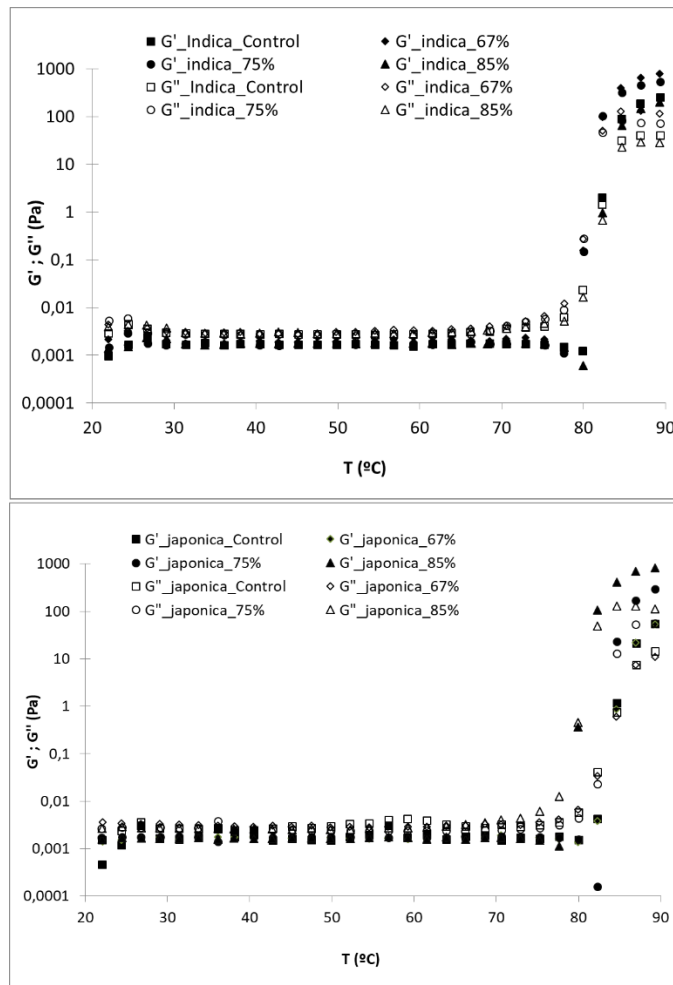 G'_Indica_Control G'_indica_67%
G'_indica_75% G'_indica_85%
G"_Indica_Control G"_indica_67%
G"_indica_75% G"_indica_85%
1000
100
10
1
0,1
0,01
0,001
0,0001
G' ; G" (Pa)
20 30 40 50 60 70 80 90
T (ºC)
G'_japonica_Control G'_japonica_67%
G'_japonica_75% G'_japonica_85%
G"_japonica_Control G"_japonica_67%
G"_japonica_75% G"_japonica_85%
1000
100
10
1
0,1
0,01
0,001
0,0001
G' ; G" (Pa)
20 30 40 50 60 70 80 90
T (ºC)